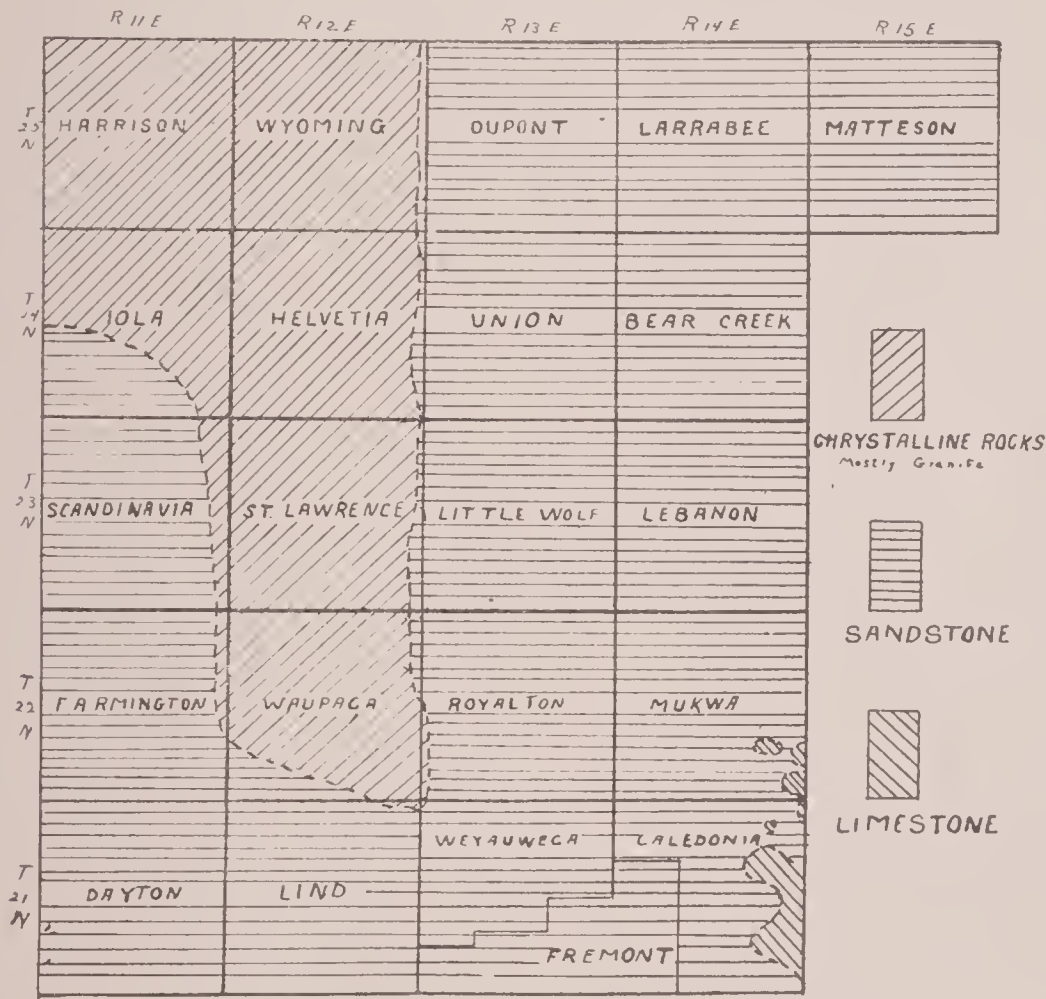 R 11 E R 12 E R 13 E R 14 E R 15 E
T 25 N HARRISON WYOMING DUPONT LARRABEE MATTESON
T 24 N IOLA HELVETIA UNION BEAR CREEK
CHRYSTALLINE ROCKS
Mostly Granite
T 23 N SCANDINAVIA ST. LAWRENCE LITTLE WOLF LEBANON
SANDSTONE
T 22 N FARMINGTON WAUPACA ROYALTON MUKWA
LIMESTONE
WEYAUWEGA CALEDONIA
T 21 N DAYTON LIND
FREMONT